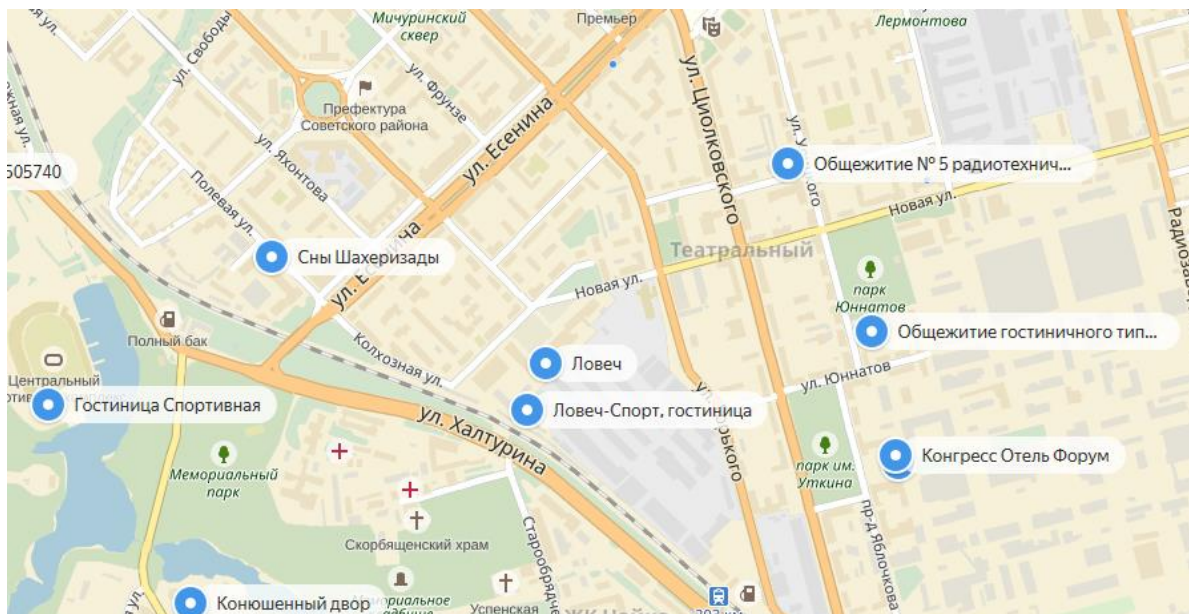 Мичуринский
сквер
Премьер
Лермонтова
ул. Свободы
ул. Фрунзе
Префектура
Советского района
ул. Есенина
ул. Циолковского
505740
ул. Яхонтова
Полевая ул.
Общежитие № 5 радиотехнич...
Новая ул.
Сны Шахеризады
ул. Есенина
Театральный
Новая ул.
парк
Юннатов
Полный бак
Колхозная ул.
Ловеч
Общежитие гостиничного тип...
ул. Юннатов
Центральный
Гостиница Спортивная
Ловеч-Спорт, гостиница
ул. Халтурина
Мемориальный
парк
парк им.
Уткина
Конгресс Отель Форум
пр-д Яблочкова
Скорбященский храм
Конюшенный двор
Успенская